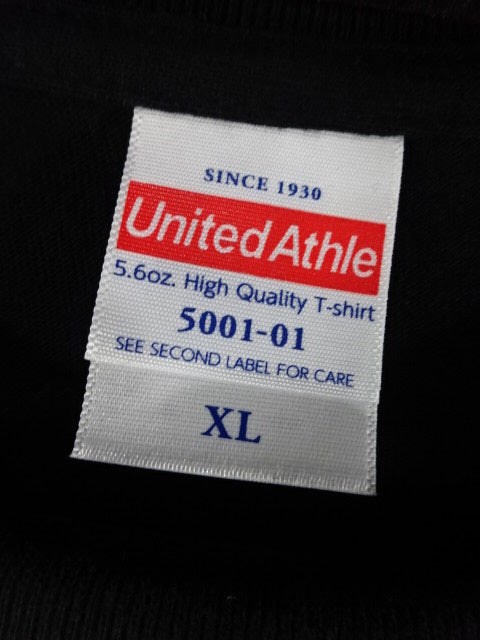 SINCE 1930
United Athle
5.6oz. High Quality T-shirt
5001-01
SEE SECOND LABEL FOR CARE
XL